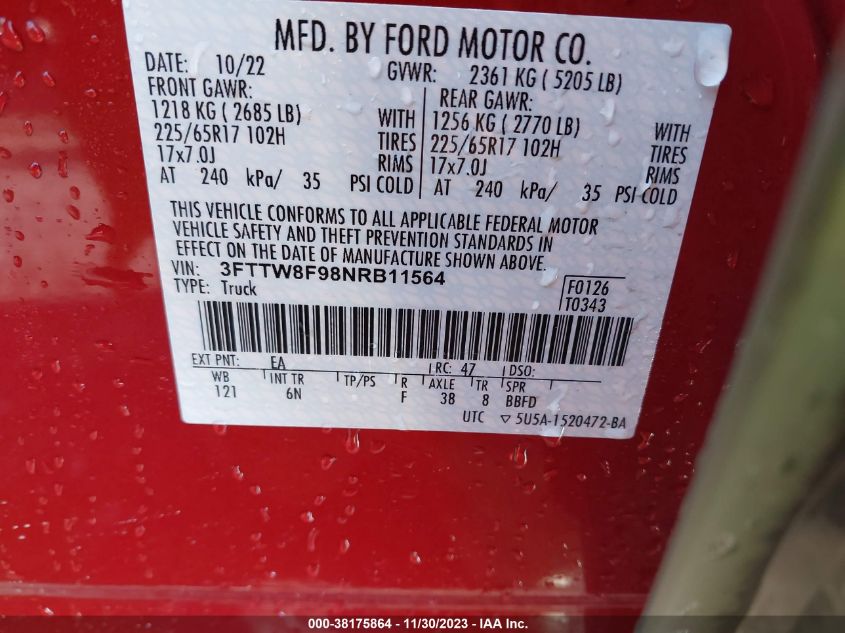 MFD. BY FORD MOTOR CO.
DATE: 10/22 GVWR: 2361 KG ( 5205 LB)
FRONT GAWR: REAR GAWR:
1218 KG ( 2685 LB) WITH 1256 KG ( 2770 LB) WITH
225/65R17 102H TIRES 225/65R17 102H TIRES
17x7.0J RIMS 17x7.0J RIMS
AT 240 kPa/ 35 PSI COLD AT 240 kPa/ 35 PSI COLD
THIS VEHICLE CONFORMS TO ALL APPLICABLE FEDERAL MOTOR
VEHICLE SAFETY AND THEFT PREVENTION STANDARDS IN
EFFECT ON THE DATE OF MANUFACTURE SHOWN ABOVE.
VIN: 3FTTW8F98NRB11564 F0126
TYPE: Truck T0343
EXT PNT: EA RC: 47 DSO:
WB INT TR TP/PS R AXLE TR SPR
121 6N F 38 8 BBFD
UTC ▽ 5U5A-1520472-BA
000-38175864 - 11/30/2023 - IAA Inc.